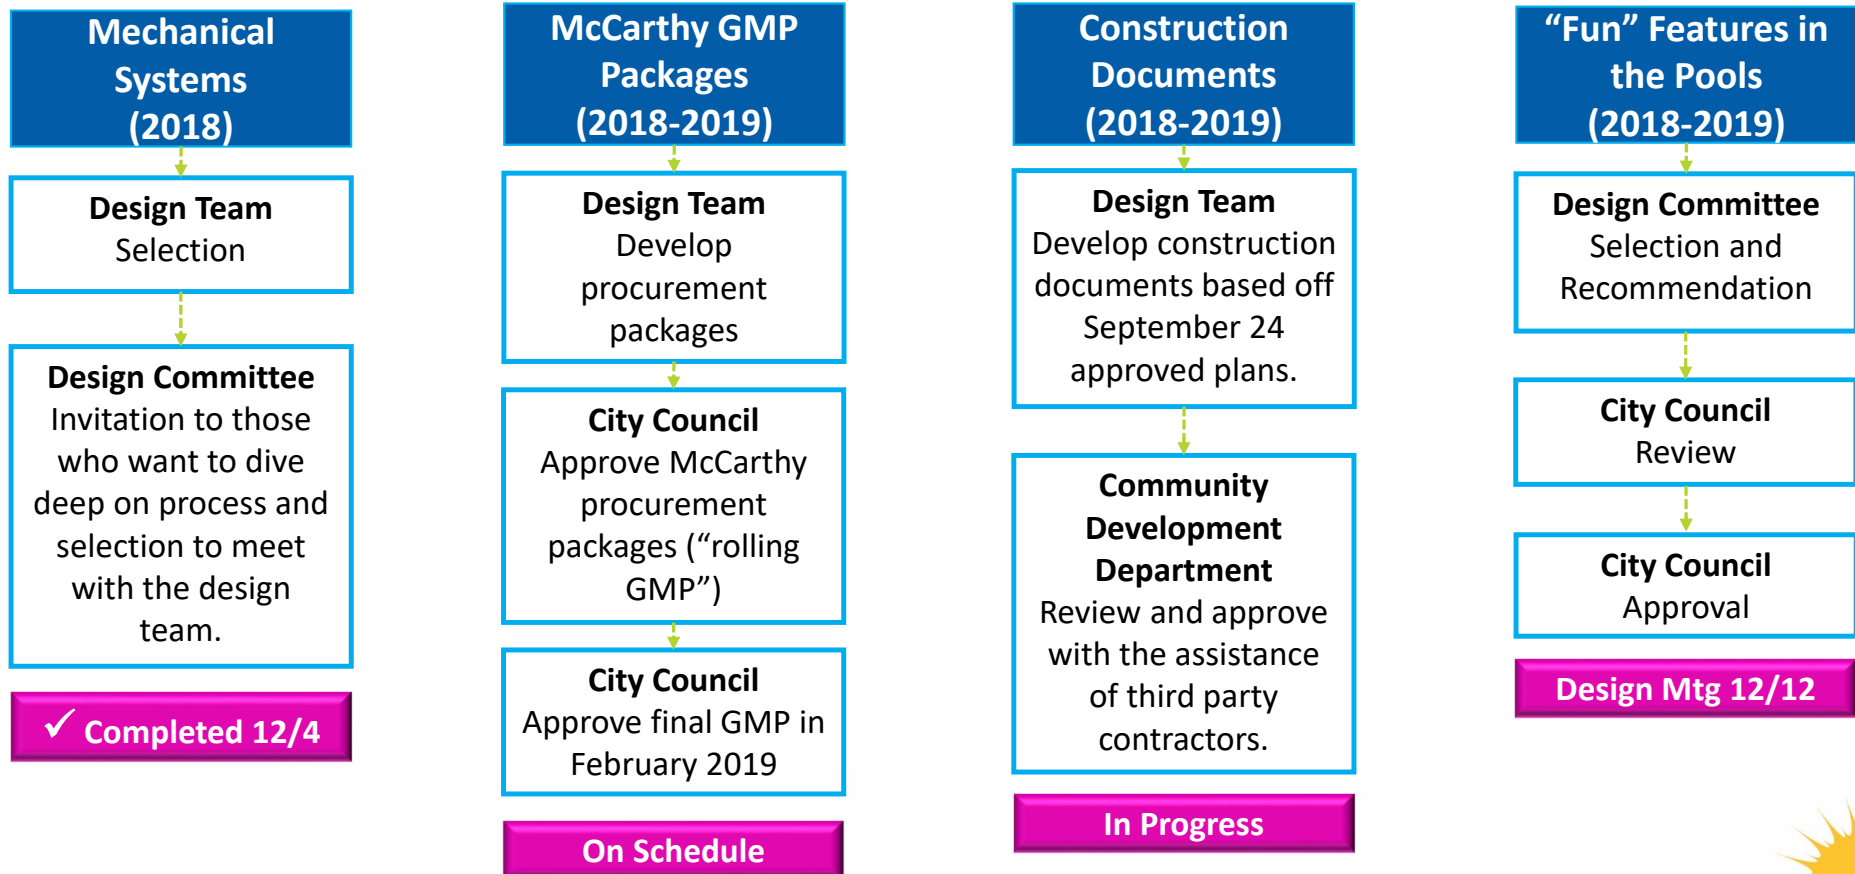 Mechanical
Systems
(2018)
Design Team
Selection
Design Committee
Invitation to those
who want to dive
deep on process and
selection to meet
with the design
team.
✓ Completed 12/4
McCarthy GMP
Packages
(2018-2019)
Design Team
Develop
procurement
packages
City Council
Approve McCarthy
procurement
packages (“rolling
GMP”)
City Council
Approve final GMP in
February 2019
On Schedule
Construction
Documents
(2018-2019)
Design Team
Develop construction
documents based off
September 24
approved plans.
Community
Development
Department
Review and approve
with the assistance
of third party
contractors.
In Progress
“Fun” Features in
the Pools
(2018-2019)
Design Committee
Selection and
Recommendation
City Council
Review
City Council
Approval
Design Mtg 12/12